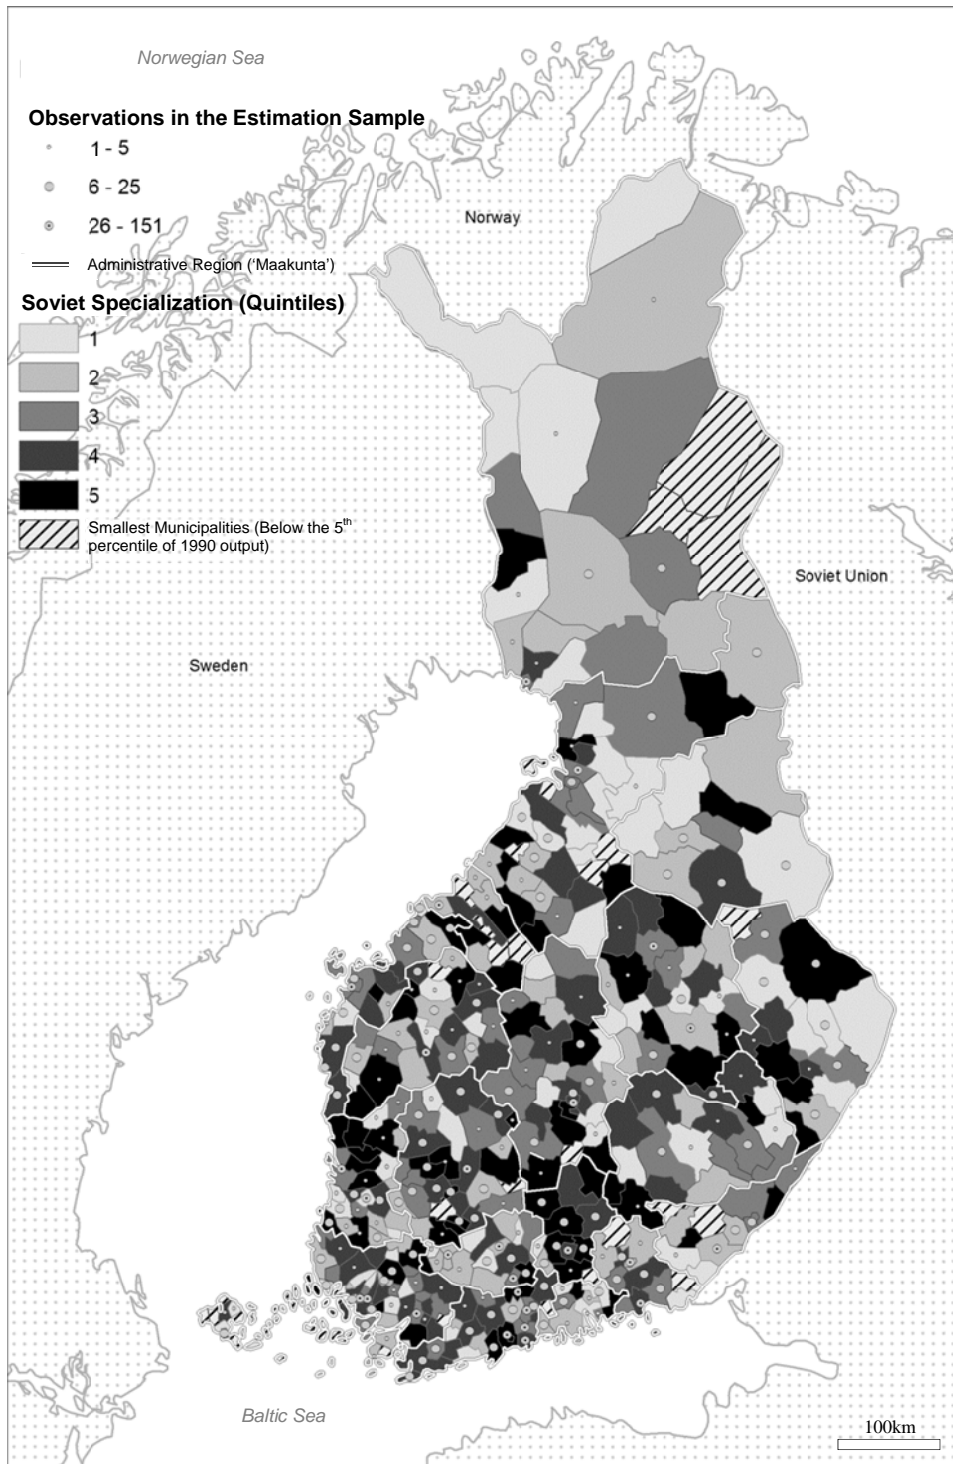 Norwegian Sea
Observations in the Estimation Sample
1 - 5
6 - 25
26 - 151
Administrative Region (‘Maakunta’)
Norway
Soviet Specialization (Quintiles)
1
2
3
4
5
Smallest Municipalities (Below the 5th
percentile of 1990 output)
Soviet Union
Sweden
Baltic Sea
100km